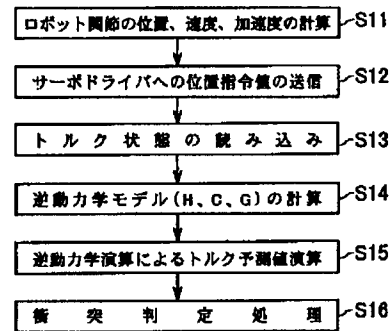 ロボット関節の位置、速度、加速度の計算 S11
サーボドライバへの位置指令値の送信 S12
トルク状態の読み込み S13
逆動力学モデル(H、C、G)の計算 S14
逆動力学演算によるトルク予測値演算 S15
衝突判定処理 S16